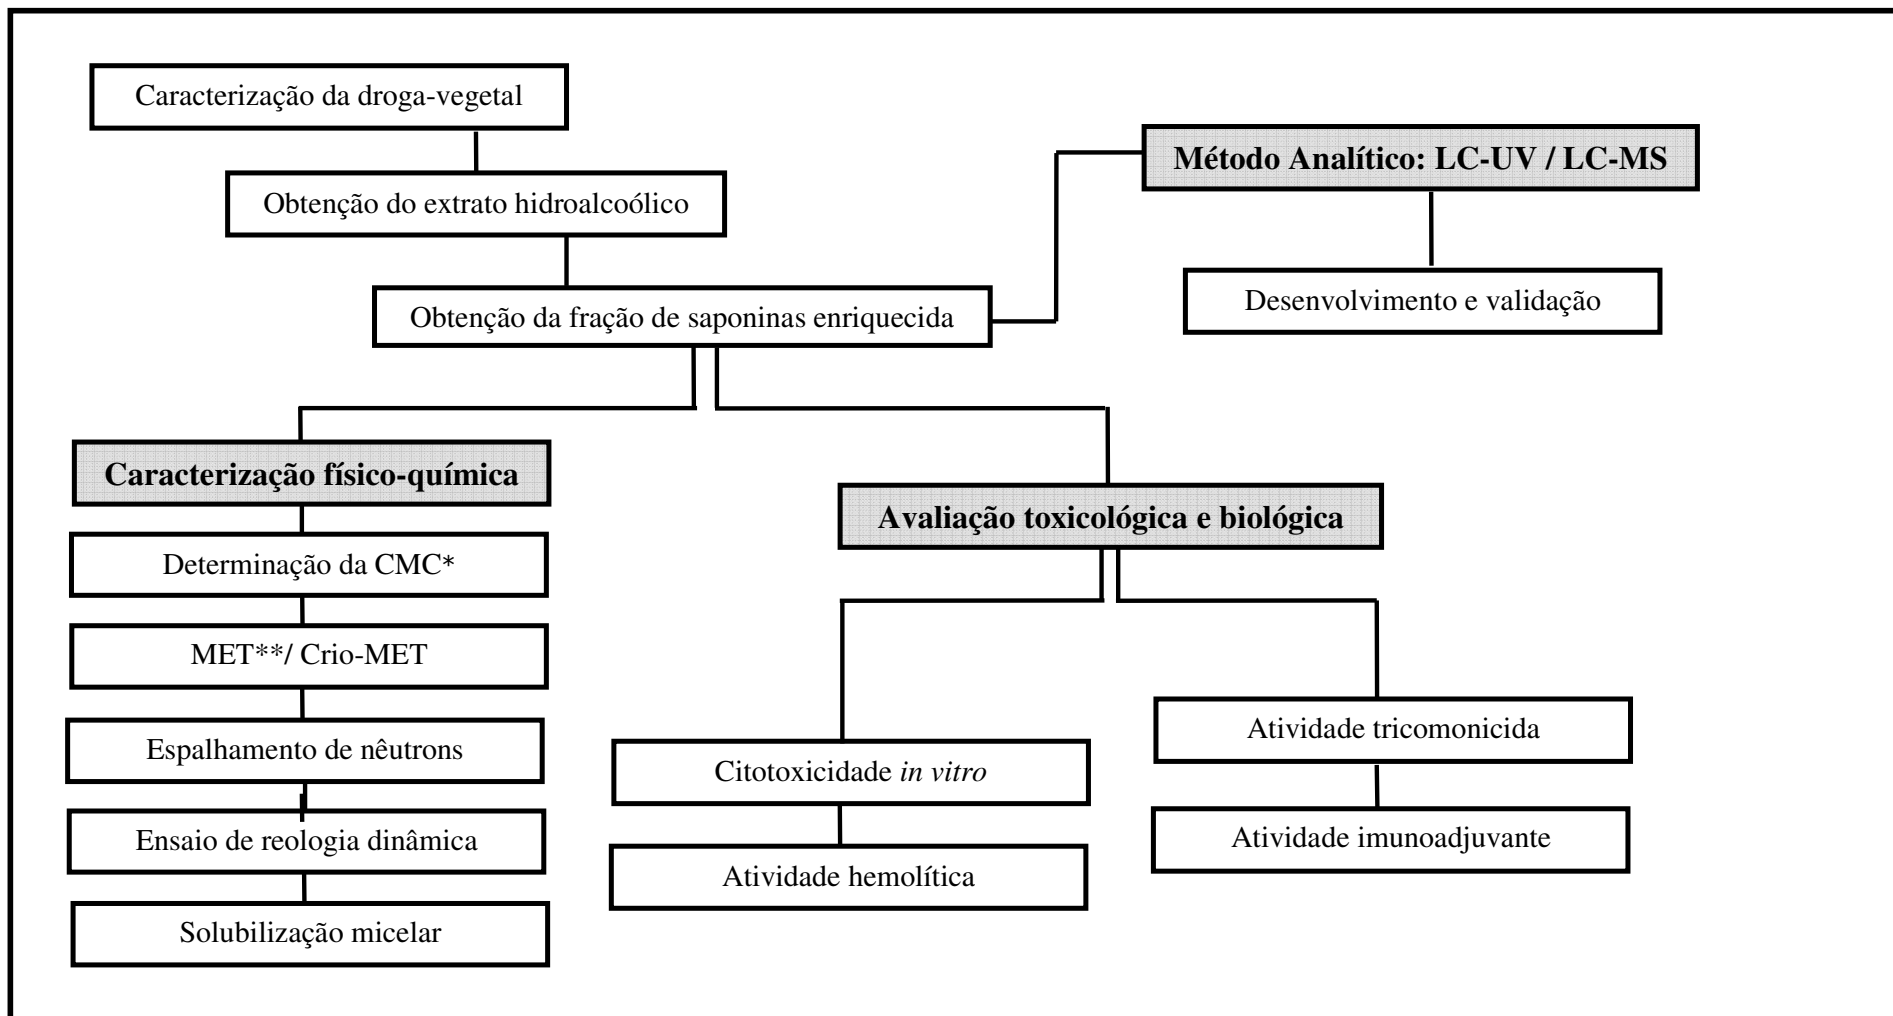 Caracterização da droga-vegetal
Obtenção do extrato hidroalcoólico
Obtenção da fração de saponinas enriquecida
Método Analítico: LC-UV / LC-MS
Desenvolvimento e validação
Caracterização físico-química
Determinação da CMC*
MET**/ Crio-MET
Espalhamento de nêutrons
Ensaio de reologia dinâmica
Solubilização micelar
Avaliação toxicológica e biológica
Citotoxicidade in vitro
Atividade hemolítica
Atividade tricomonicida
Atividade imunoadjuvante